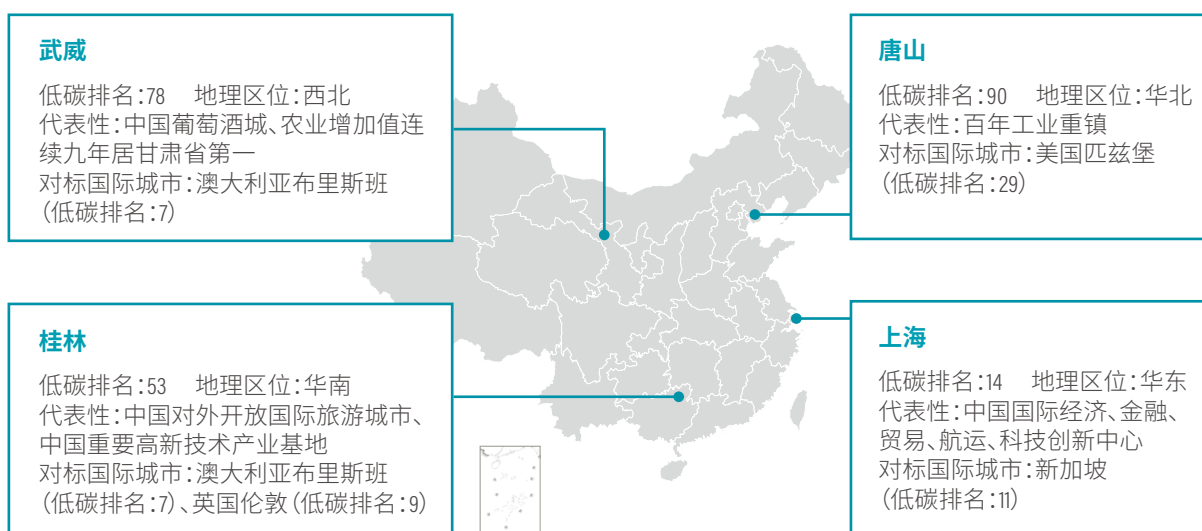 武威
低碳排名:78 地理区位:西北
代表性:中国葡萄酒城、农业增加值连
续九年居甘肃省第一
对标国际城市:澳大利亚布里斯班
(低碳排名:7)
唐山
低碳排名:90 地理区位:华北
代表性:百年工业重镇
对标国际城市:美国匹兹堡
(低碳排名:29)
桂林
低碳排名:53 地理区位:华南
代表性:中国对外开放国际旅游城市、
中国重要高新技术产业基地
对标国际城市:澳大利亚布里斯班
(低碳排名:7)、英国伦敦(低碳排名:9)
上海
低碳排名:14 地理区位:华东
代表性:中国国际经济、金融、
贸易、航运、科技创新中心
对标国际城市:新加坡
(低碳排名:11)